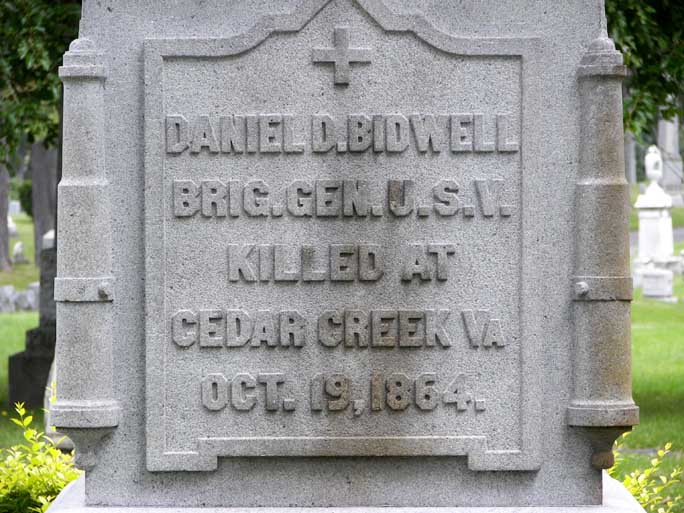 DANIEL D. BIDWELL
BRIG. GEN. U.S.V.
KILLED AT
CEDAR CREEK VA
OCT. 19, 1864.